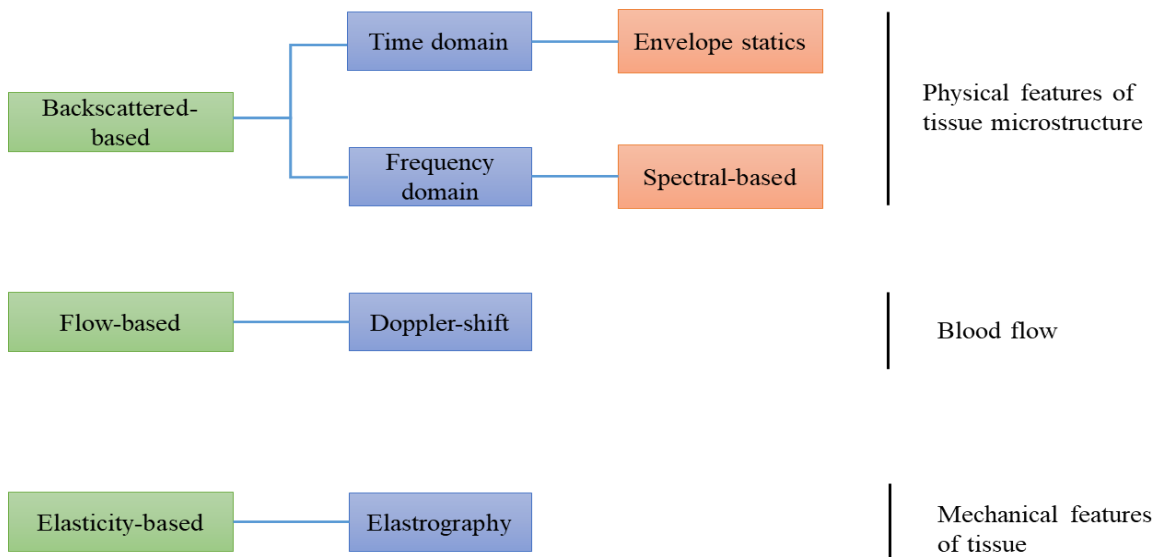 Time domain
Envelope statics
Backscattered-
based
Physical features of
tissue microstructure
Frequency
domain
Spectral-based
Flow-based
Doppler-shift
Blood flow
Elasticity-based
Elastrography
Mechanical features
of tissue